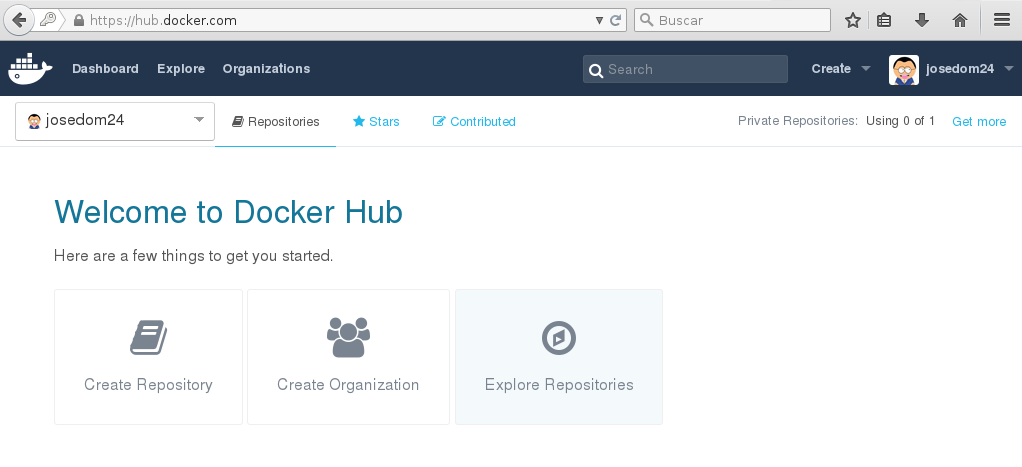 https://hub.docker.com
Buscar
Dashboard Explore Organizations Search Create josedom24
josedom24 Repositories Stars Contributed Private Repositories: Using 0 of 1 Get more
Welcome to Docker Hub
Here are a few things to get you started.
Create Repository Create Organization Explore Repositories